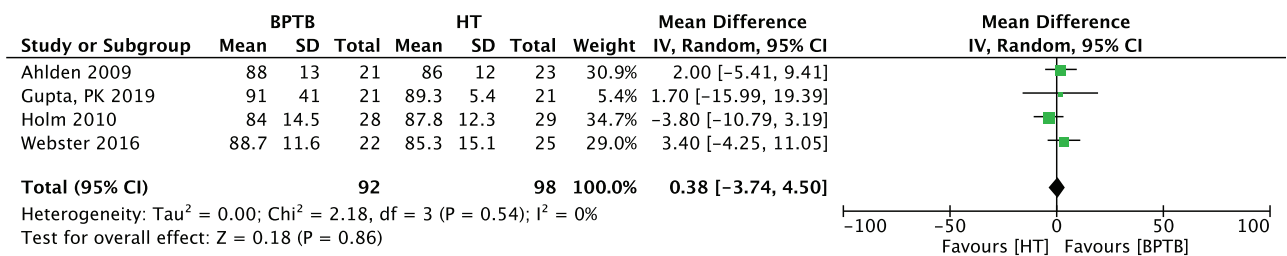 BPTB HT Mean Difference Mean Difference
Study or Subgroup Mean SD Total Mean SD Total Weight IV, Random, 95% CI IV, Random, 95% CI
Ahlden 2009 88 13 21 86 12 23 30.9% 2.00 [−5.41, 9.41]
Gupta, PK 2019 91 41 21 89.3 5.4 21 5.4% 1.70 [−15.99, 19.39]
Holm 2010 84 14.5 28 87.8 12.3 29 34.7% −3.80 [−10.79, 3.19]
Webster 2016 88.7 11.6 22 85.3 15.1 25 29.0% 3.40 [−4.25, 11.05]
Total (95% CI) 92 98 100.0% 0.38 [−3.74, 4.50]
Heterogeneity: Tau² = 0.00; Chi² = 2.18, df = 3 (P = 0.54); I² = 0%
Test for overall effect: Z = 0.18 (P = 0.86)
−100 −50 0 50 100
Favours [HT] Favours [BPTB]